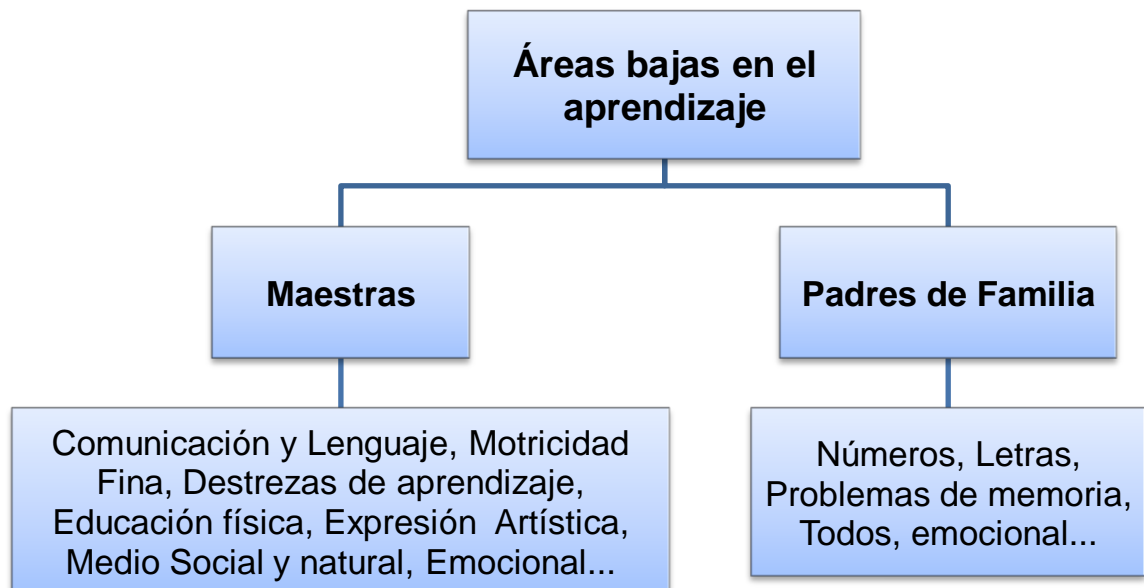 Áreas bajas en el
aprendizaje
Maestras
Padres de Familia
Comunicación y Lenguaje, Motricidad
Fina, Destrezas de aprendizaje,
Educación física, Expresión  Artística,
Medio Social y natural, Emocional...
Números, Letras,
Problemas de memoria,
Todos, emocional...